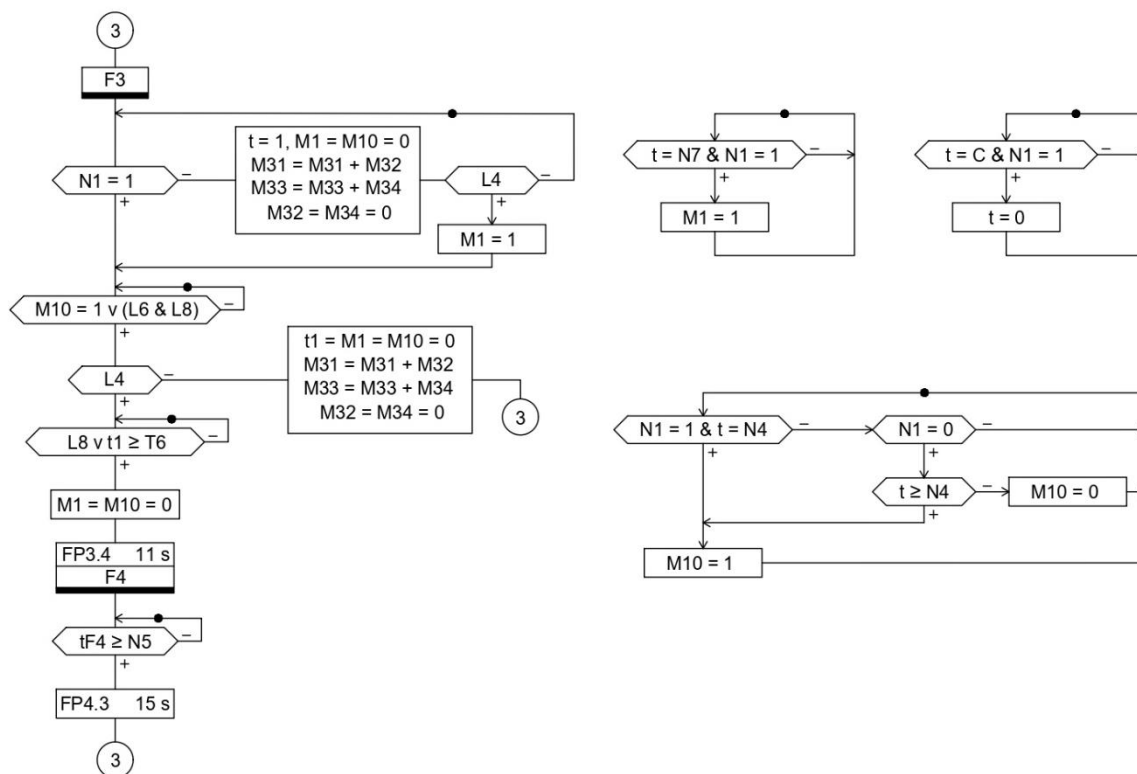 3
F3
N1 = 1
–
+
t = 1, M1 = M10 = 0
M31 = M31 + M32
M33 = M33 + M34
M32 = M34 = 0
L4
–
+
M1 = 1
M10 = 1 v (L6 & L8)
–
+
L4
–
+
t1 = M1 = M10 = 0
M31 = M31 + M32
M33 = M33 + M34
M32 = M34 = 0
3
L8 v t1 ≥ T6
–
+
M1 = M10 = 0
FP3.4 11 s
F4
tF4 ≥ N5
–
+
FP4.3 15 s
3
t = N7 & N1 = 1
–
+
M1 = 1
t = C & N1 = 1
–
+
t = 0
N1 = 1 & t = N4
–
+
N1 = 0
–
+
t ≥ N4
–
+
M10 = 0
M10 = 1